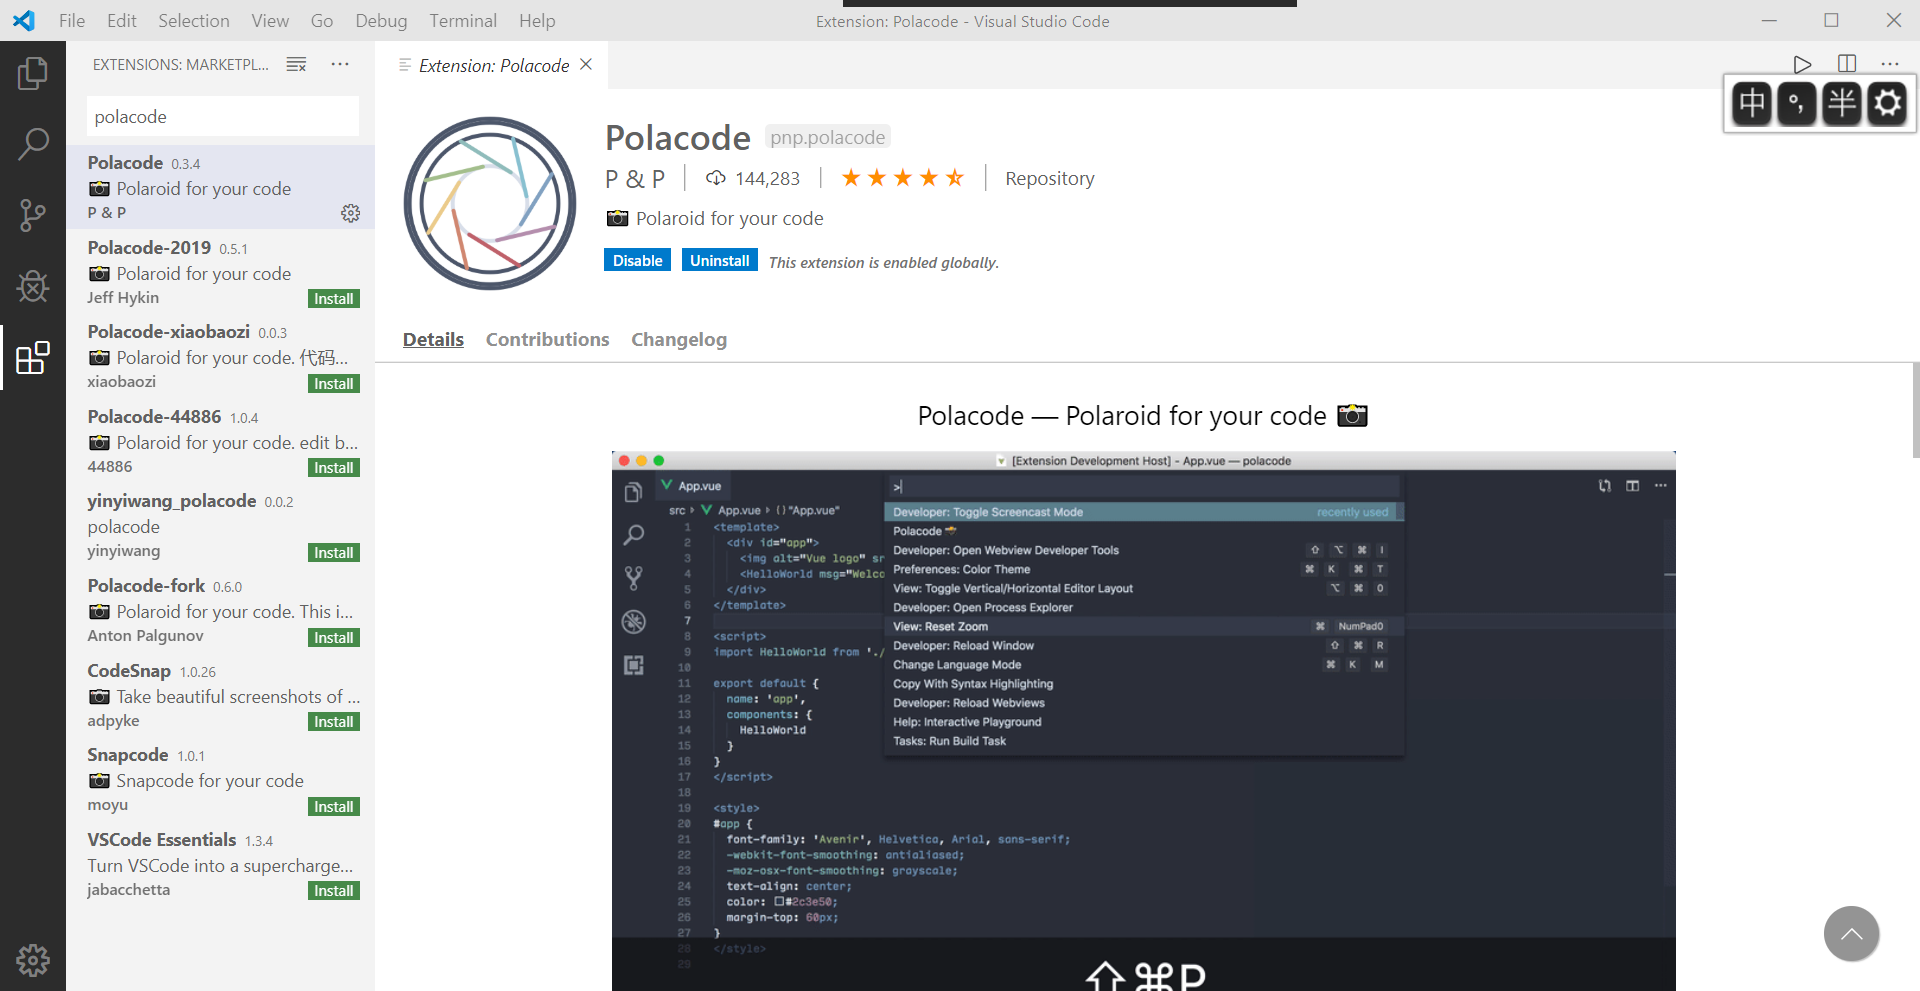 File Edit Selection View Go Debug Terminal Help
Extension: Polacode - Visual Studio Code
EXTENSIONS: MARKETPL...
polacode
Polacode 0.3.4
Polaroid for your code
P & P
Polacode-2019 0.5.1
Polaroid for your code
Jeff Hykin
Install
Polacode-xiaobaozi 0.0.3
Polaroid for your code. 代码...
xiaobaozi
Install
Polacode-44886 1.0.4
Polaroid for your code. edit b...
44886
Install
yinyiwang_polacode 0.0.2
polacode
yinyiwang
Install
Polacode-fork 0.6.0
Polaroid for your code. This i...
Anton Palgunov
Install
CodeSnap 1.0.26
Take beautiful screenshots of ...
adpyke
Install
Snapcode 1.0.1
Snapcode for your code
moyu
Install
VSCode Essentials 1.3.4
Turn VSCode into a supercharge...
jabacchetta
Install
Extension: Polacode
中 °, 半
Polacode pnp.polacode
P & P 144,283 Repository
Polaroid for your code
Disable Uninstall This extension is enabled globally.
Details Contributions Changelog
Polacode — Polaroid for your code
[Extension Development Host] - App.vue — polacode
App.vue
src › App.vue › {} "App.vue"
1 <template>
2 <div id="app">
3 <img alt="Vue logo" sr
4 <HelloWorld msg="Welco
5 </div>
6 </template>
7
8 <script>
9 import HelloWorld from './
10
11 export default {
12 name: 'app',
13 components: {
14 HelloWorld
15 }
16 }
17 </script>
18
19 <style>
20 #app {
21 font-family: 'Avenir', Helvetica, Arial, sans-serif;
22 -webkit-font-smoothing: antialiased;
23 -moz-osx-font-smoothing: grayscale;
24 text-align: center;
25 color: #2c3e50;
26 margin-top: 60px;
27 }
28 </style>
29
>
Developer: Toggle Screencast Mode recently used
Polacode
Developer: Open Webview Developer Tools ⇧ ⌥ ⌘ I
Preferences: Color Theme ⌘ K ⌘ T
View: Toggle Vertical/Horizontal Editor Layout ⌥ ⌘ 0
Developer: Open Process Explorer
View: Reset Zoom ⌘ NumPad0
Developer: Reload Window ⇧ ⌘ R
Change Language Mode ⌘ K M
Copy With Syntax Highlighting
Developer: Reload Webviews
Help: Interactive Playground
Tasks: Run Build Task
⇧⌘P